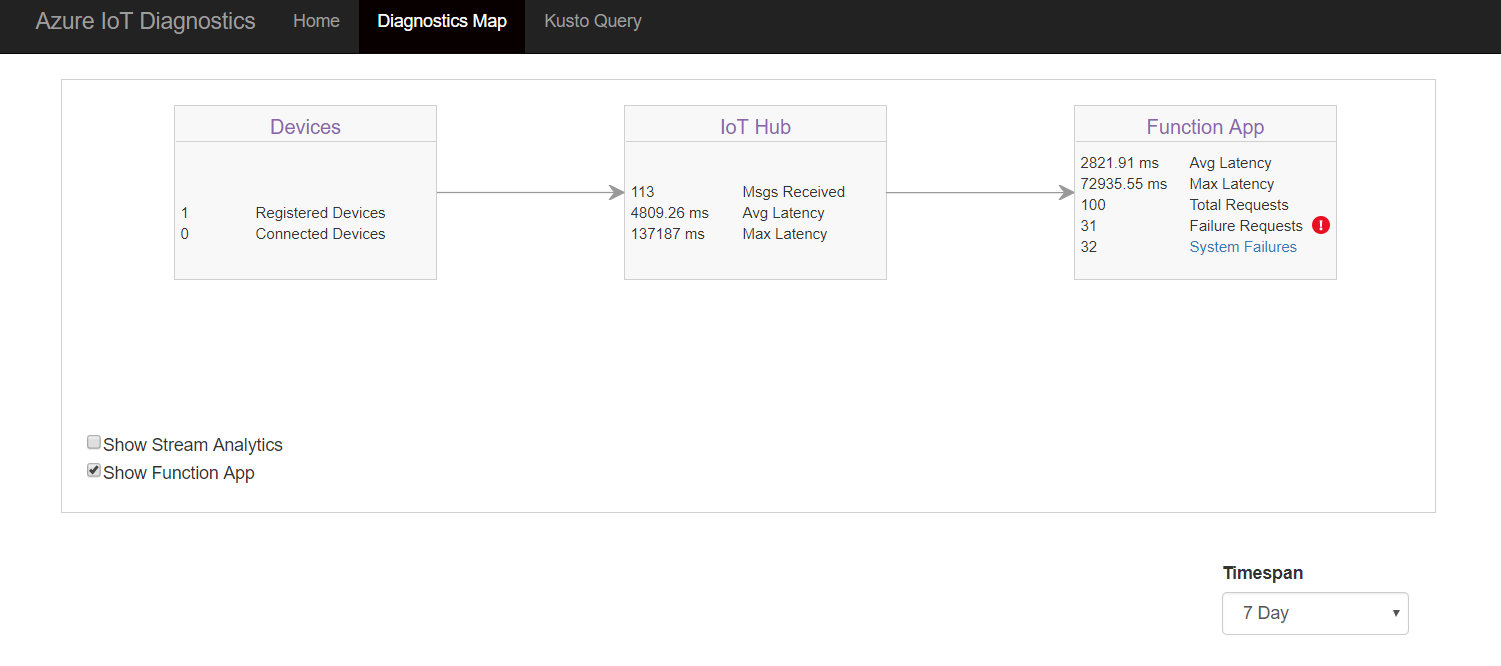 Azure IoT Diagnostics Home Diagnostics Map Kusto Query
Devices
1 Registered Devices
0 Connected Devices
IoT Hub
113 Msgs Received
4809.26 ms Avg Latency
137187 ms Max Latency
Function App
2821.91 ms Avg Latency
72935.55 ms Max Latency
100 Total Requests
31 Failure Requests !
32 System Failures
Show Stream Analytics
Show Function App
Timespan
7 Day